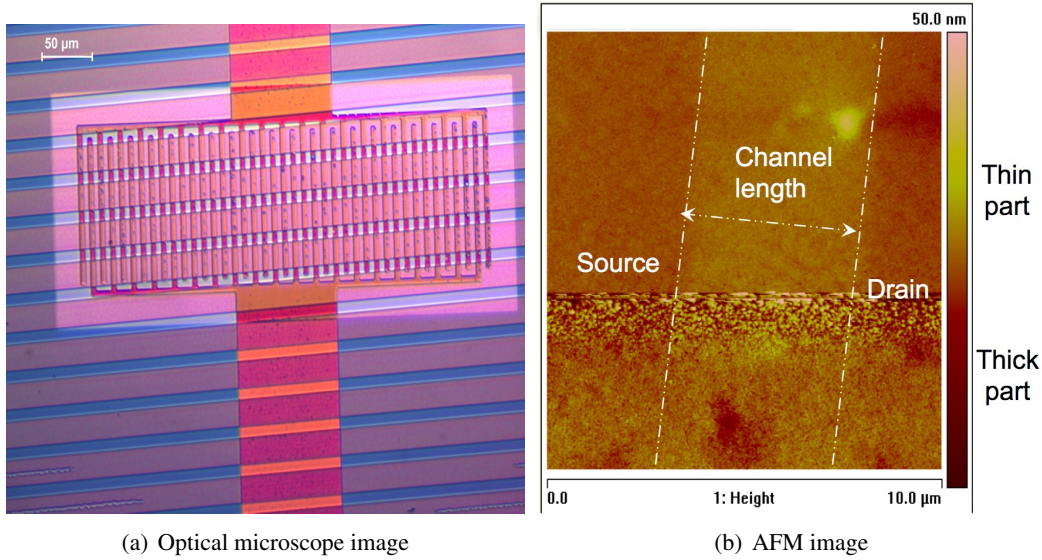 50 µm
50.0 nm
Channel
length
Source
Drain
Thin
part
Thick
part
0.0
1: Height
10.0 µm
(a) Optical microscope image
(b) AFM image